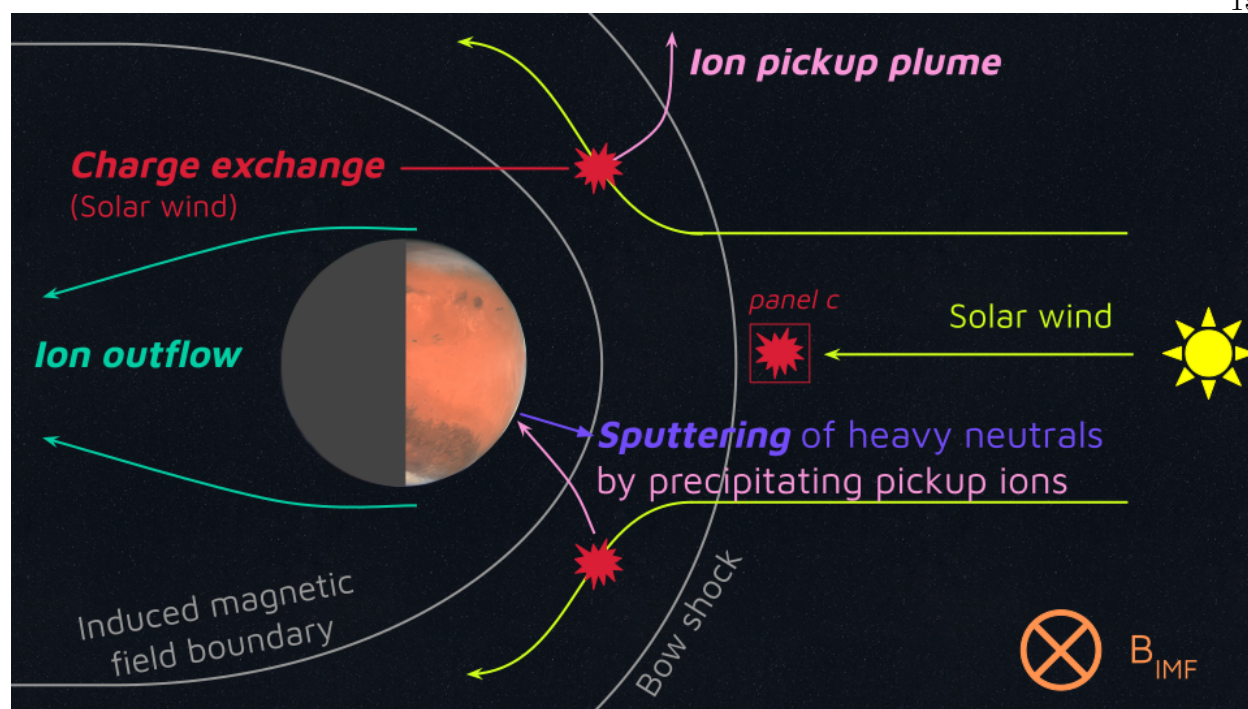 Ion pickup plume
Charge exchange
(Solar wind)
panel c
Solar wind
Ion outflow
Sputtering of heavy neutrals
by precipitating pickup ions
Induced magnetic
field boundary
Bow shock
B IMF